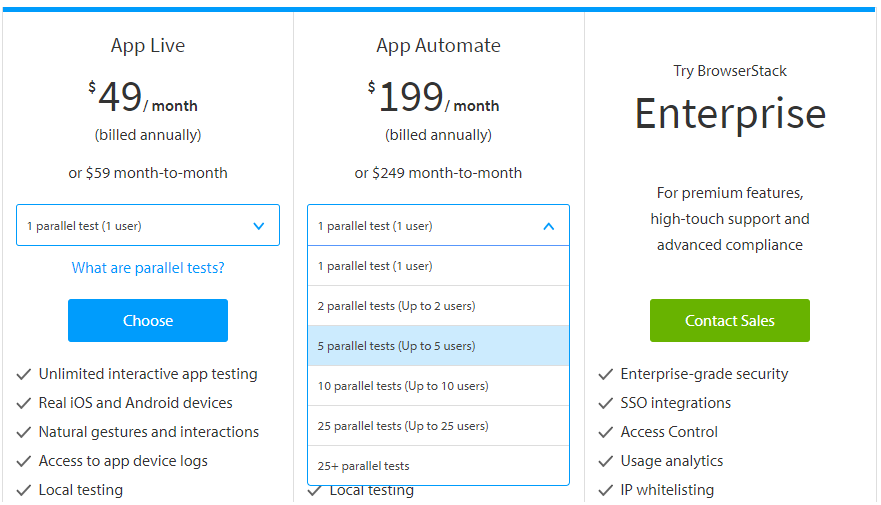 App Live
$49/ month
(billed annually)
or $59 month-to-month
1 parallel test (1 user)
What are parallel tests?
Choose
Unlimited interactive app testing
Real iOS and Android devices
Natural gestures and interactions
Access to app device logs
Local testing
App Automate
$199/ month
(billed annually)
or $249 month-to-month
1 parallel test (1 user)
1 parallel test (1 user)
2 parallel tests (Up to 2 users)
5 parallel tests (Up to 5 users)
10 parallel tests (Up to 10 users)
25 parallel tests (Up to 25 users)
25+ parallel tests
Local testing
Try BrowserStack
Enterprise
For premium features,
high-touch support and
advanced compliance
Contact Sales
Enterprise-grade security
SSO integrations
Access Control
Usage analytics
IP whitelisting